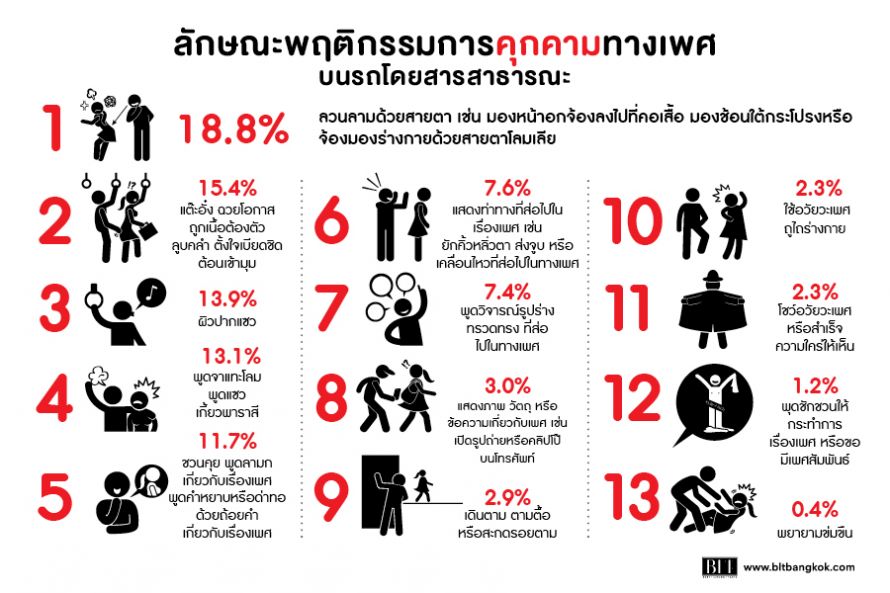 ลักษณะพฤติกรรมการคุกคามทางเพศ
บนรถโดยสารสาธารณะ
1
18.8%
ลวนลามด้วยสายตา เช่น มองหน้าอกจ้องลงไปที่คอเสื้อ มองช้อนใต้กระโปรงหรือ
จ้องมองร่างกายด้วยสายตาโลมเลีย
2
!?
15.4%
แต๊ะอั๋ง ฉวยโอกาส
ถูกเนื้อต้องตัว
ลูบคลำ ตั้งใจเบียดชิด
ต้อนเข้ามุม
3
13.9%
ผิวปากแซว
4
13.1%
พูดจาแทะโลม
พูดแซว
เกี้ยวพาราสี
5
11.7%
ชวนคุย พูดลามก
เกี่ยวกับเรื่องเพศ
พูดคำหยาบหรือด่าทอ
ด้วยถ้อยคำ
เกี่ยวกับเรื่องเพศ
6
7.6%
แสดงท่าทางที่ส่อไปใน
เรื่องเพศ เช่น
ยักคิ้วหลิ่วตา ส่งจูบ หรือ
เคลื่อนไหวที่ส่อไปในทางเพศ
7
7.4%
พูดวิจารณ์รูปร่าง
ทรวดทรง ที่ส่อ
ไปในทางเพศ
8
3.0%
แสดงภาพ วัตถุ หรือ
ข้อความเกี่ยวกับเพศ เช่น
เปิดรูปถ่ายหรือคลิปโป๊
บนโทรศัพท์
9
2.9%
เดินตาม ตามตื้อ
หรือสะกดรอยตาม
10
2.3%
ใช้อวัยวะเพศ
ถูไถร่างกาย
11
2.3%
โชว์อวัยวะเพศ
หรือสำเร็จ
ความใคร่ให้เห็น
12
1.2%
พูดชักชวนให้
กระทำการ
เรื่องเพศ หรือขอ
มีเพศสัมพันธ์
13
0.4%
พยายามข่มขืน
BLT
www.bltbangkok.com